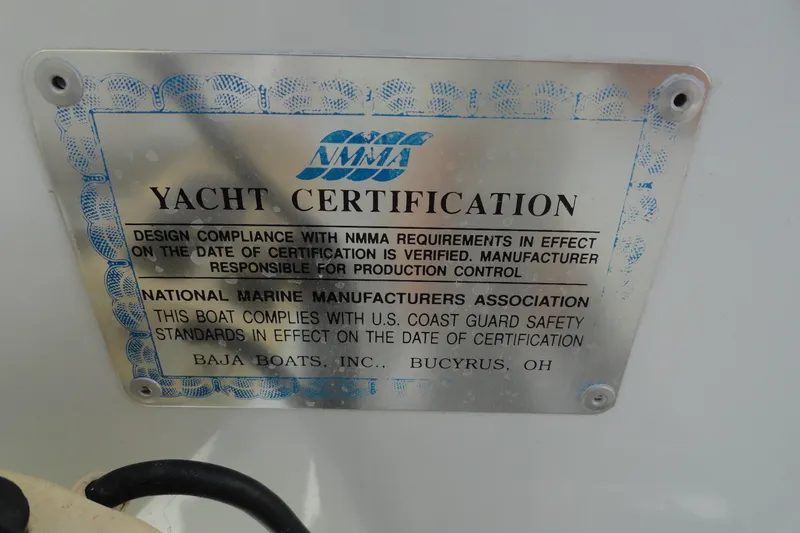 NMMA
YACHT CERTIFICATION
DESIGN COMPLIANCE WITH NMMA REQUIREMENTS IN EFFECT
ON THE DATE OF CERTIFICATION IS VERIFIED. MANUFACTURER
RESPONSIBLE FOR PRODUCTION CONTROL
NATIONAL MARINE MANUFACTURERS ASSOCIATION
THIS BOAT COMPLIES WITH U.S. COAST GUARD SAFETY
STANDARDS IN EFFECT ON THE DATE OF CERTIFICATION
BAJA BOATS, INC., BUCYRUS, OH